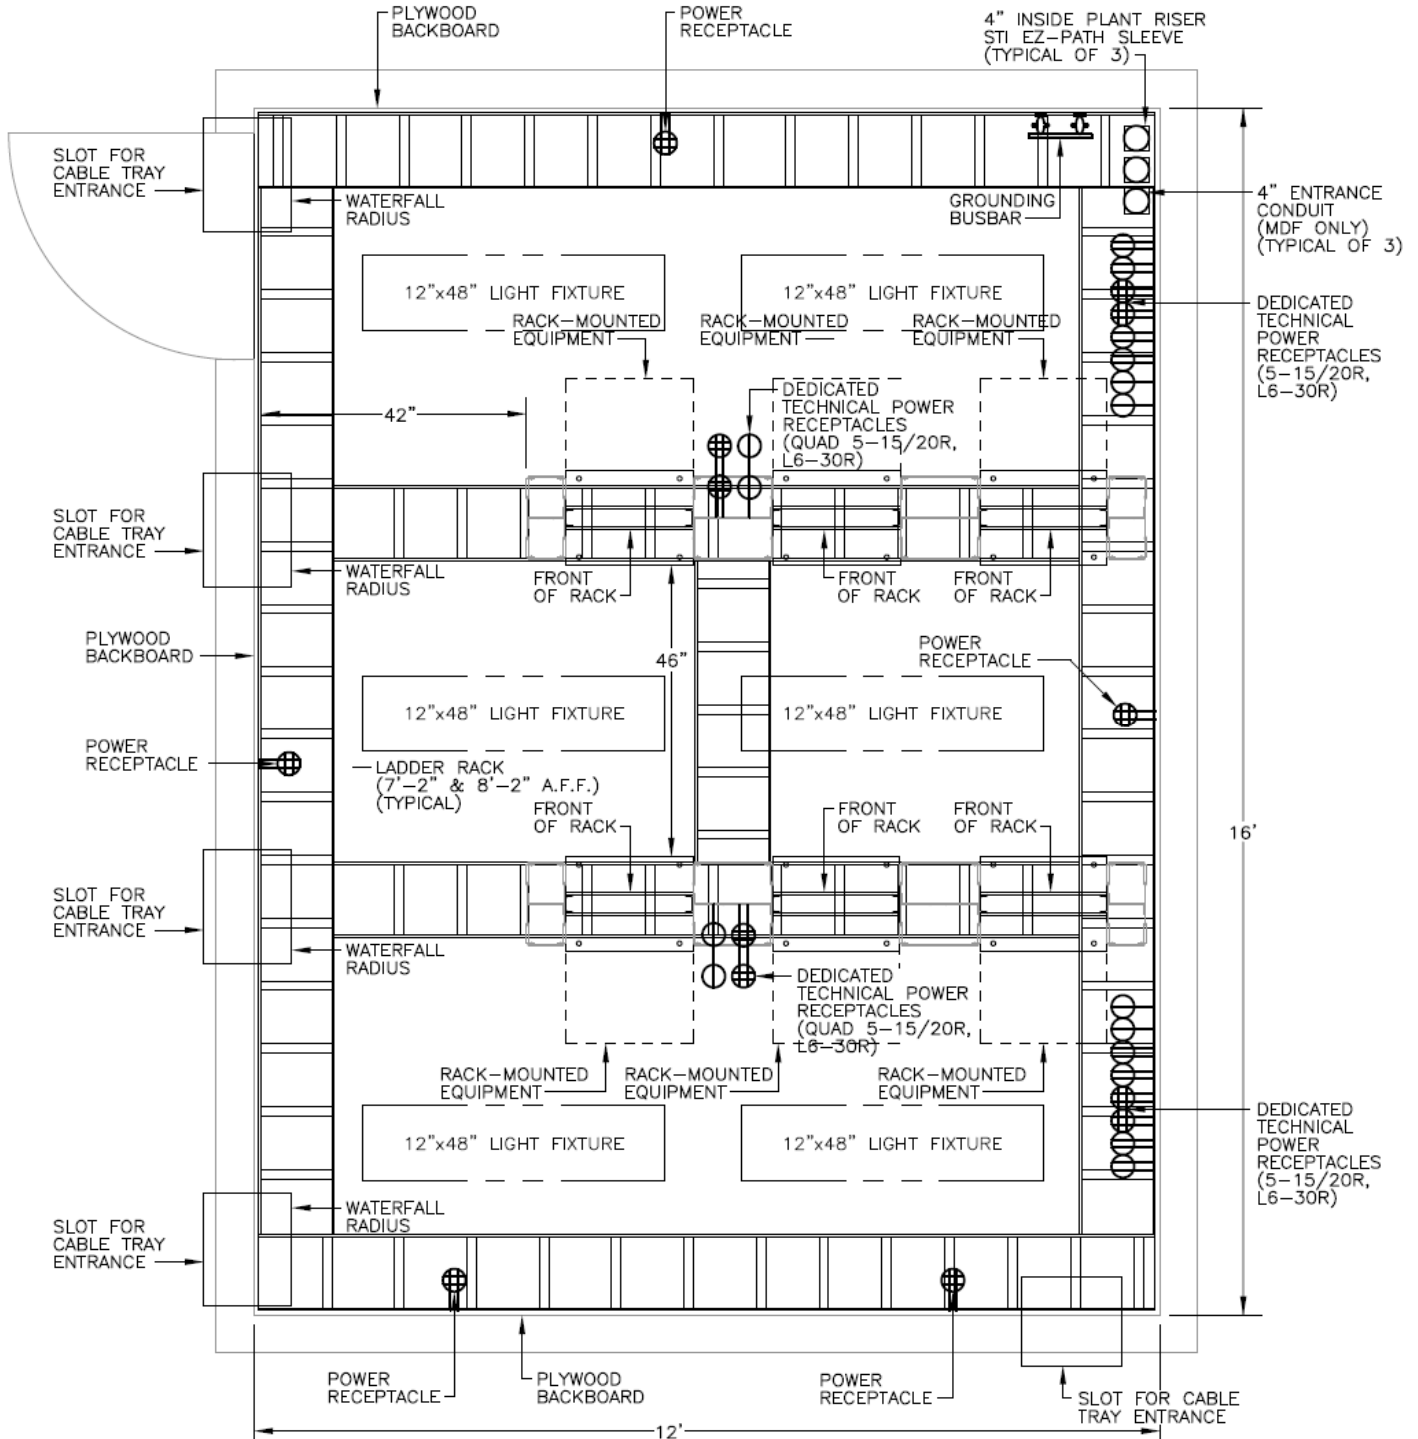 PLYWOOD
BACKBOARD
POWER
RECEPTACLE
4" INSIDE PLANT RISER
STI EZ-PATH SLEEVE
(TYPICAL OF 3)
SLOT FOR
CABLE TRAY
ENTRANCE
WATERFALL
RADIUS
GROUNDING
BUSBAR
4" ENTRANCE
CONDUIT
(MDF ONLY)
(TYPICAL OF 3)
12"x48" LIGHT FIXTURE
12"x48" LIGHT FIXTURE
RACK-MOUNTED
EQUIPMENT
RACK-MOUNTED
EQUIPMENT
RACK-MOUNTED
EQUIPMENT
DEDICATED
TECHNICAL
POWER
RECEPTACLES
(5-15/20R,
L6-30R)
42"
DEDICATED
TECHNICAL POWER
RECEPTACLES
(QUAD 5-15/20R,
L6-30R)
SLOT FOR
CABLE TRAY
ENTRANCE
WATERFALL
RADIUS
FRONT
OF RACK
FRONT
OF RACK
FRONT
OF RACK
PLYWOOD
BACKBOARD
46"
POWER
RECEPTACLE
12"x48" LIGHT FIXTURE
12"x48" LIGHT FIXTURE
POWER
RECEPTACLE
LADDER RACK
(7'-2" & 8'-2" A.F.F.)
(TYPICAL)
FRONT
OF RACK
FRONT
OF RACK
FRONT
OF RACK
16'
SLOT FOR
CABLE TRAY
ENTRANCE
WATERFALL
RADIUS
DEDICATED
TECHNICAL POWER
RECEPTACLES
(QUAD 5-15/20R,
L6-30R)
RACK-MOUNTED
EQUIPMENT
RACK-MOUNTED
EQUIPMENT
RACK-MOUNTED
EQUIPMENT
12"x48" LIGHT FIXTURE
12"x48" LIGHT FIXTURE
DEDICATED
TECHNICAL
POWER
RECEPTACLES
(5-15/20R,
L6-30R)
WATERFALL
RADIUS
SLOT FOR
CABLE TRAY
ENTRANCE
POWER
RECEPTACLE
PLYWOOD
BACKBOARD
POWER
RECEPTACLE
SLOT FOR CABLE
TRAY ENTRANCE
12'